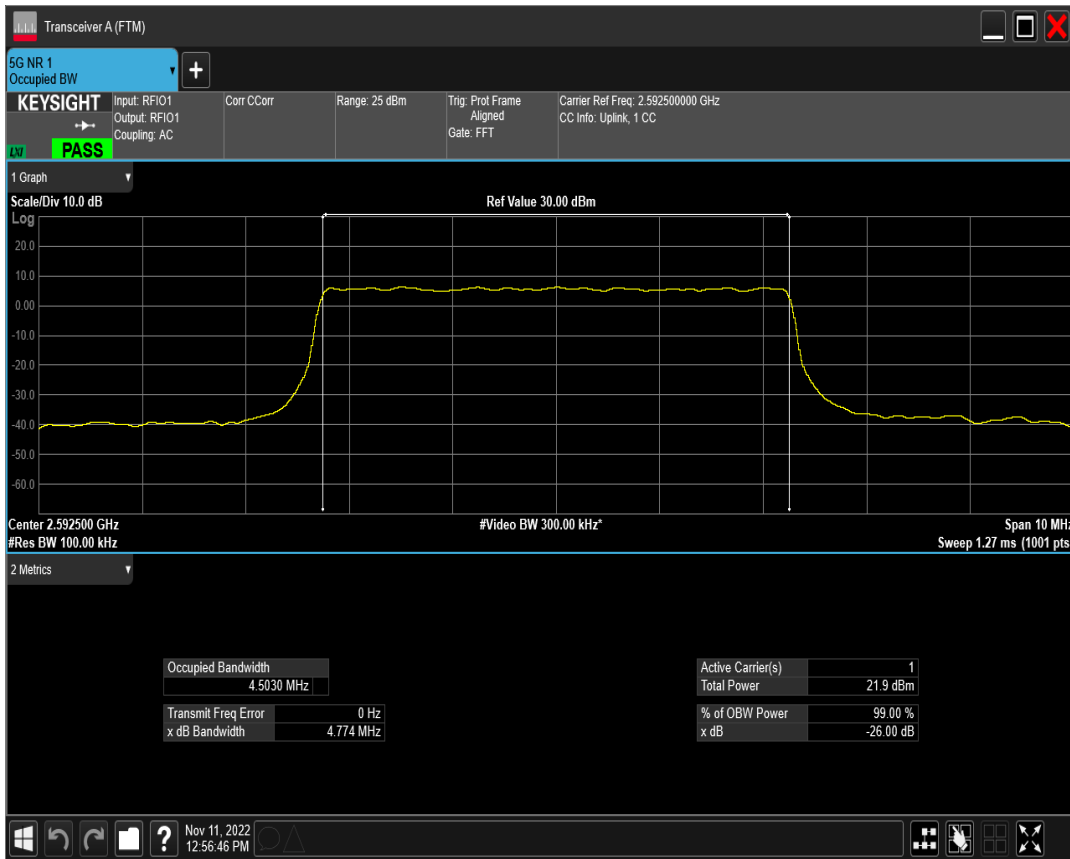 Transceiver A (FTM)
5G NR 1
Occupied BW
+
KEYSIGHT
LXI
PASS
Input: RFIO1
Output: RFIO1
Coupling: AC
Corr CCorr
Range: 25 dBm
Trig: Prot Frame
Aligned
Gate: FFT
Carrier Ref Freq: 2.592500000 GHz
CC Info: Uplink, 1 CC
1 Graph
Scale/Div 10.0 dB
Ref Value 30.00 dBm
Log
20.0
10.0
0.00
-10.0
-20.0
-30.0
-40.0
-50.0
-60.0
Center 2.592500 GHz
#Video BW 300.00 kHz*
Span 10 MHz
#Res BW 100.00 kHz
Sweep 1.27 ms (1001 pts
2 Metrics
Occupied Bandwidth
4.5030 MHz
Transmit Freq Error 0 Hz
x dB Bandwidth 4.774 MHz
Active Carrier(s) 1
Total Power 21.9 dBm
% of OBW Power 99.00 %
x dB -26.00 dB
?
Nov 11, 2022
12:56:46 PM